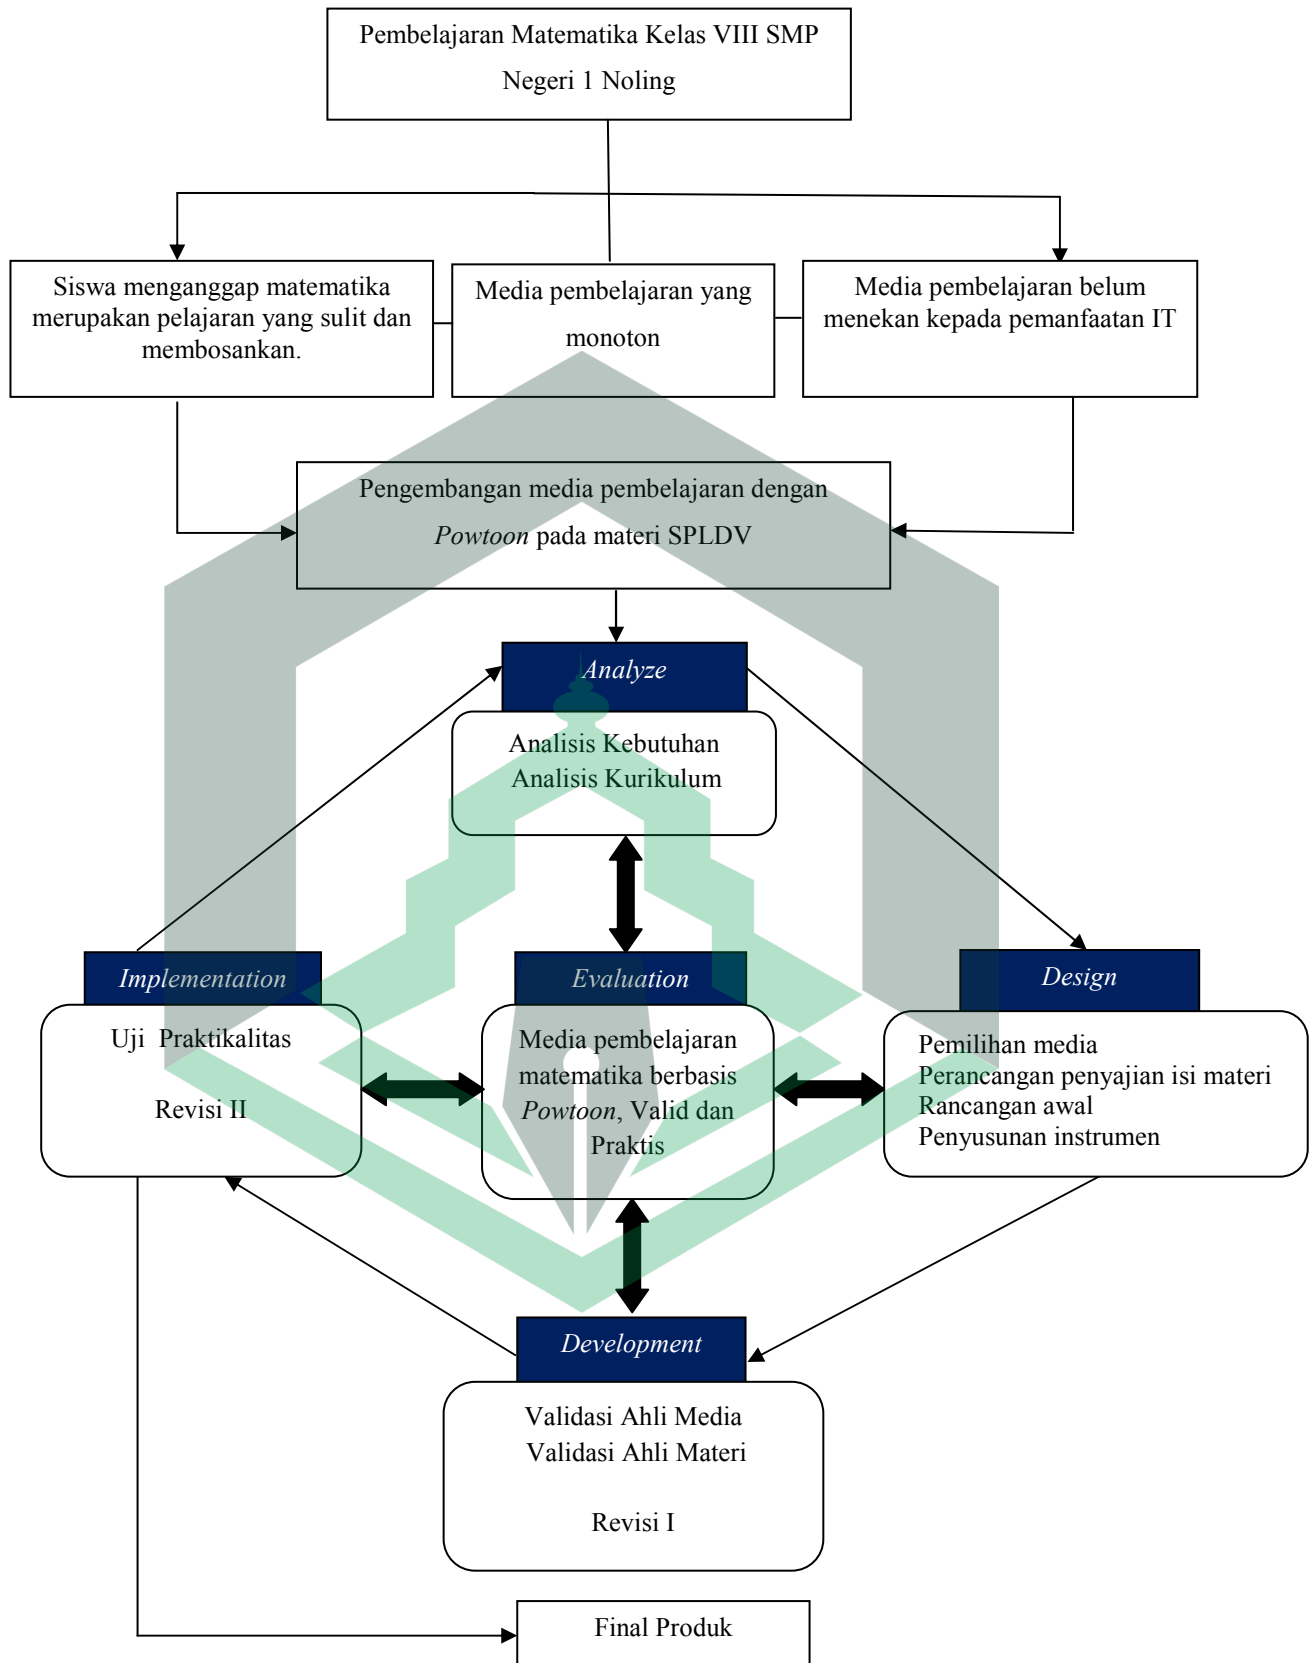 Pembelajaran Matematika Kelas VIII SMP
Negeri 1 Noling
Siswa menganggap matematika
merupakan pelajaran yang sulit dan
membosankan.
Media pembelajaran yang
monoton
Media pembelajaran belum
menekan kepada pemanfaatan IT
Pengembangan media pembelajaran dengan
Powtoon pada materi SPLDV
Analyze
Analisis Kebutuhan
Analisis Kurikulum
Implementation
Uji Praktikalitas
Revisi II
Evaluation
Media pembelajaran
matematika berbasis
Powtoon, Valid dan
Praktis
Design
Pemilihan media
Perancangan penyajian isi materi
Rancangan awal
Penyusunan instrumen
Development
Validasi Ahli Media
Validasi Ahli Materi
Revisi I
Final Produk